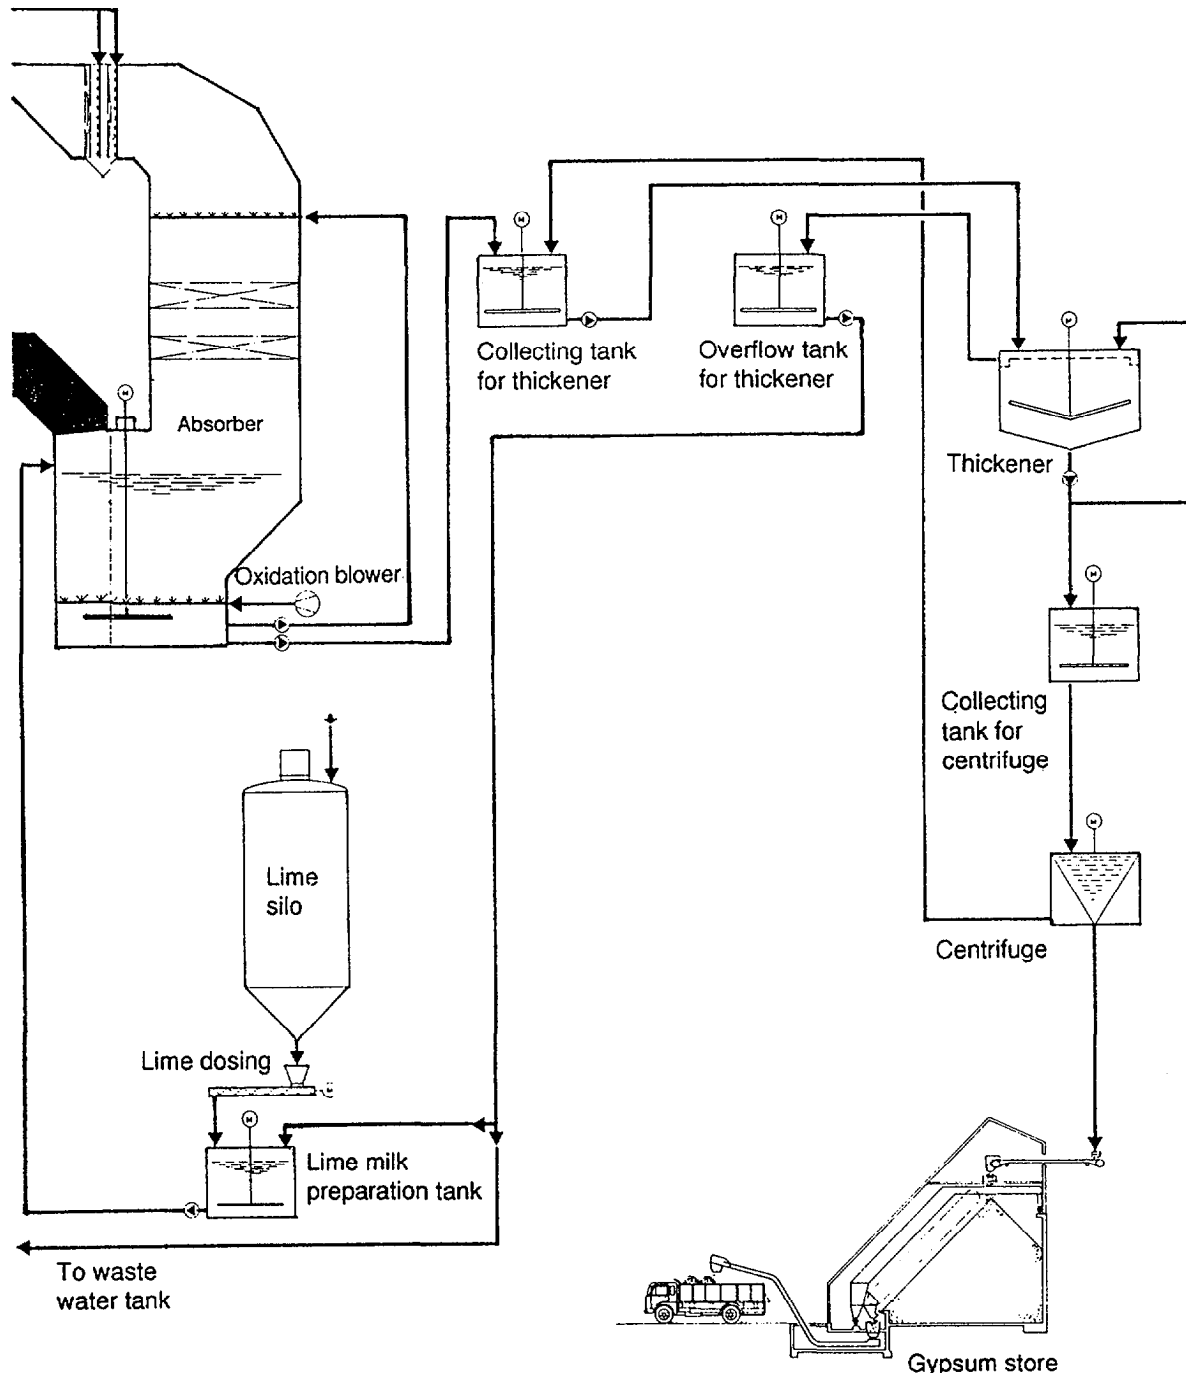 Collecting tank
for thickener
Overflow tank
for thickener
Absorber
Thickener
Oxidation blower
Collecting
tank for
centrifuge
Lime
silo
Centrifuge
Lime dosing
Lime milk
preparation tank
To waste
water tank
Gypsum store
M
M
M
M
M
M
M